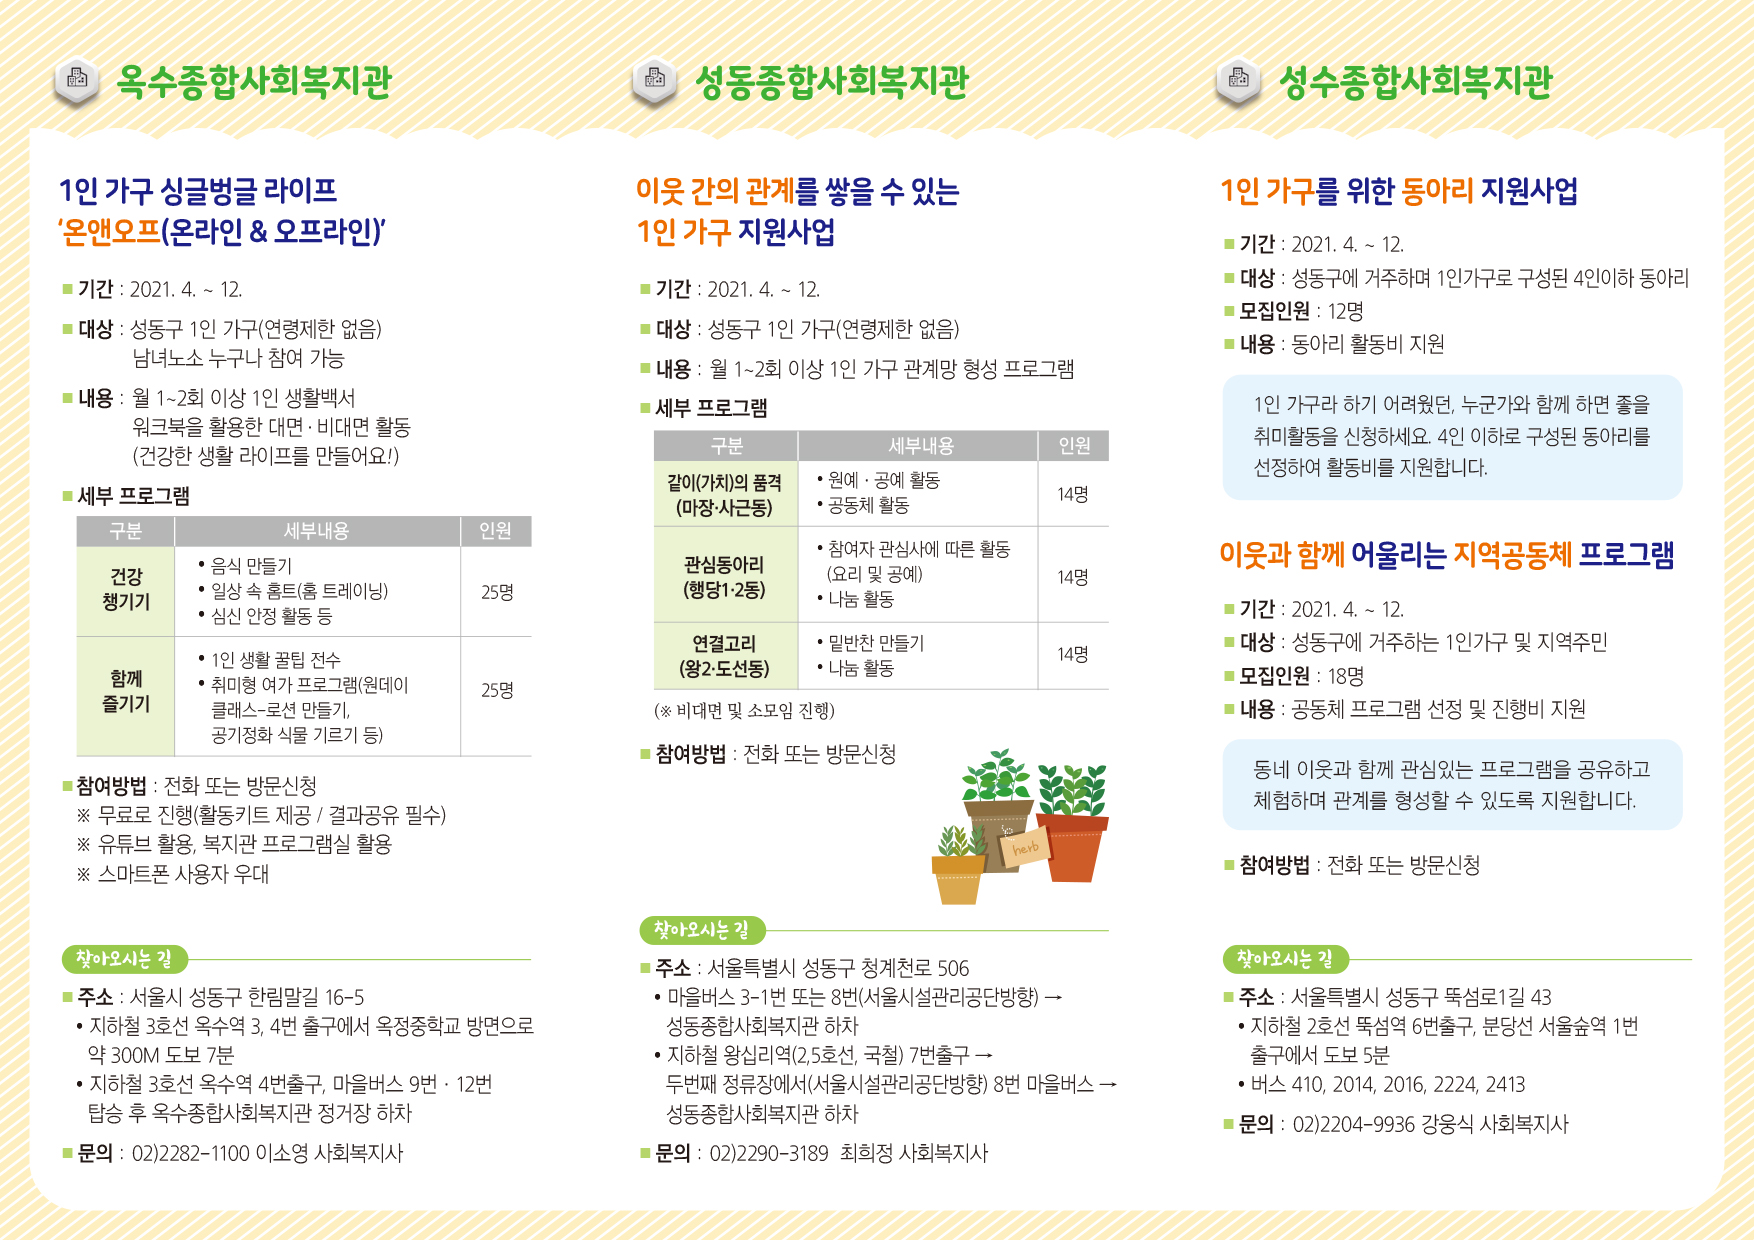 옥수종합사회복지관
1인 가구 싱글벙글 라이프
‘온앤오프(온라인 & 오프라인)’
기간 : 2021. 4. ~ 12.
대상 : 성동구 1인 가구(연령제한 없음)
남녀노소 누구나 참여 가능
내용 : 월 1~2회 이상 1인 생활백서
워크북을 활용한 대면·비대면 활동
(건강한 생활 라이프를 만들어요!)
세부 프로그램
구분 세부내용 인원
건강
챙기기
• 음식 만들기
• 일상 속 홈트(홈 트레이닝)
• 심신 안정 활동 등
25명
함께
즐기기
• 1인 생활 꿀팁 전수
• 취미형 여가 프로그램(원데이
클래스-로션 만들기,
공기정화 식물 기르기 등)
25명
참여방법 : 전화 또는 방문신청
※ 무료로 진행(활동키트 제공 / 결과공유 필수)
※ 유튜브 활용, 복지관 프로그램실 활용
※ 스마트폰 사용자 우대
찾아오시는 길
주소 : 서울시 성동구 한림말길 16-5
• 지하철 3호선 옥수역 3, 4번 출구에서 옥정중학교 방면으로
약 300M 도보 7분
• 지하철 3호선 옥수역 4번출구, 마을버스 9번 · 12번
탑승 후 옥수종합사회복지관 정거장 하차
문의 : 02)2282-1100 이소영 사회복지사
성동종합사회복지관
이웃 간의 관계를 쌓을 수 있는
1인 가구 지원사업
기간 : 2021. 4. ~ 12.
대상 : 성동구 1인 가구(연령제한 없음)
내용 : 월 1~2회 이상 1인 가구 관계망 형성 프로그램
세부 프로그램
구분 세부내용 인원
같이(가치)의 품격
(마장·사근동)
• 원예 · 공예 활동
• 공동체 활동
14명
관심동아리
(행당1·2동)
• 참여자 관심사에 따른 활동
(요리 및 공예)
• 나눔 활동
14명
연결고리
(왕2·도선동)
• 밑반찬 만들기
• 나눔 활동
14명
(※ 비대면 및 소모임 진행)
참여방법 : 전화 또는 방문신청
herb
찾아오시는 길
주소 : 서울특별시 성동구 청계천로 506
• 마을버스 3-1번 또는 8번(서울시설관리공단방향) →
성동종합사회복지관 하차
• 지하철 왕십리역(2,5호선, 국철) 7번출구 →
두번째 정류장에서(서울시설관리공단방향) 8번 마을버스 →
성동종합사회복지관 하차
문의 : 02)2290-3189 최희정 사회복지사
성수종합사회복지관
1인 가구를 위한 동아리 지원사업
기간 : 2021. 4. ~ 12.
대상 : 성동구에 거주하며 1인가구로 구성된 4인이하 동아리
모집인원 : 12명
내용 : 동아리 활동비 지원
1인 가구라 하기 어려웠던, 누군가와 함께 하면 좋을
취미활동을 신청하세요. 4인 이하로 구성된 동아리를
선정하여 활동비를 지원합니다.
이웃과 함께 어울리는 지역공동체 프로그램
기간 : 2021. 4. ~ 12.
대상 : 성동구에 거주하는 1인가구 및 지역주민
모집인원 : 18명
내용 : 공동체 프로그램 선정 및 진행비 지원
동네 이웃과 함께 관심있는 프로그램을 공유하고
체험하며 관계를 형성할 수 있도록 지원합니다.
참여방법 : 전화 또는 방문신청
찾아오시는 길
주소 : 서울특별시 성동구 뚝섬로1길 43
• 지하철 2호선 뚝섬역 6번출구, 분당선 서울숲역 1번
출구에서 도보 5분
• 버스 410, 2014, 2016, 2224, 2413
문의 : 02)2204-9936 강웅식 사회복지사